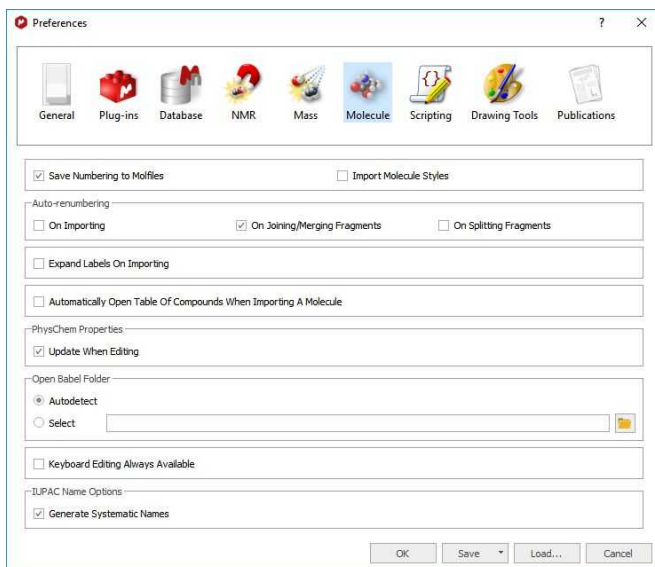 Preferences
?
General Plug-ins Database NMR Mass Molecule Scripting Drawing Tools Publications
Save Numbering to Molfiles Import Molecule Styles
Auto-renumbering
On Importing On Joining/Merging Fragments On Splitting Fragments
Expand Labels On Importing
Automatically Open Table Of Compounds When Importing A Molecule
PhysChem Properties
Update When Editing
Open Babel Folder
Autodetect
Select
Keyboard Editing Always Available
IUPAC Name Options
Generate Systematic Names
OK Save Load... Cancel